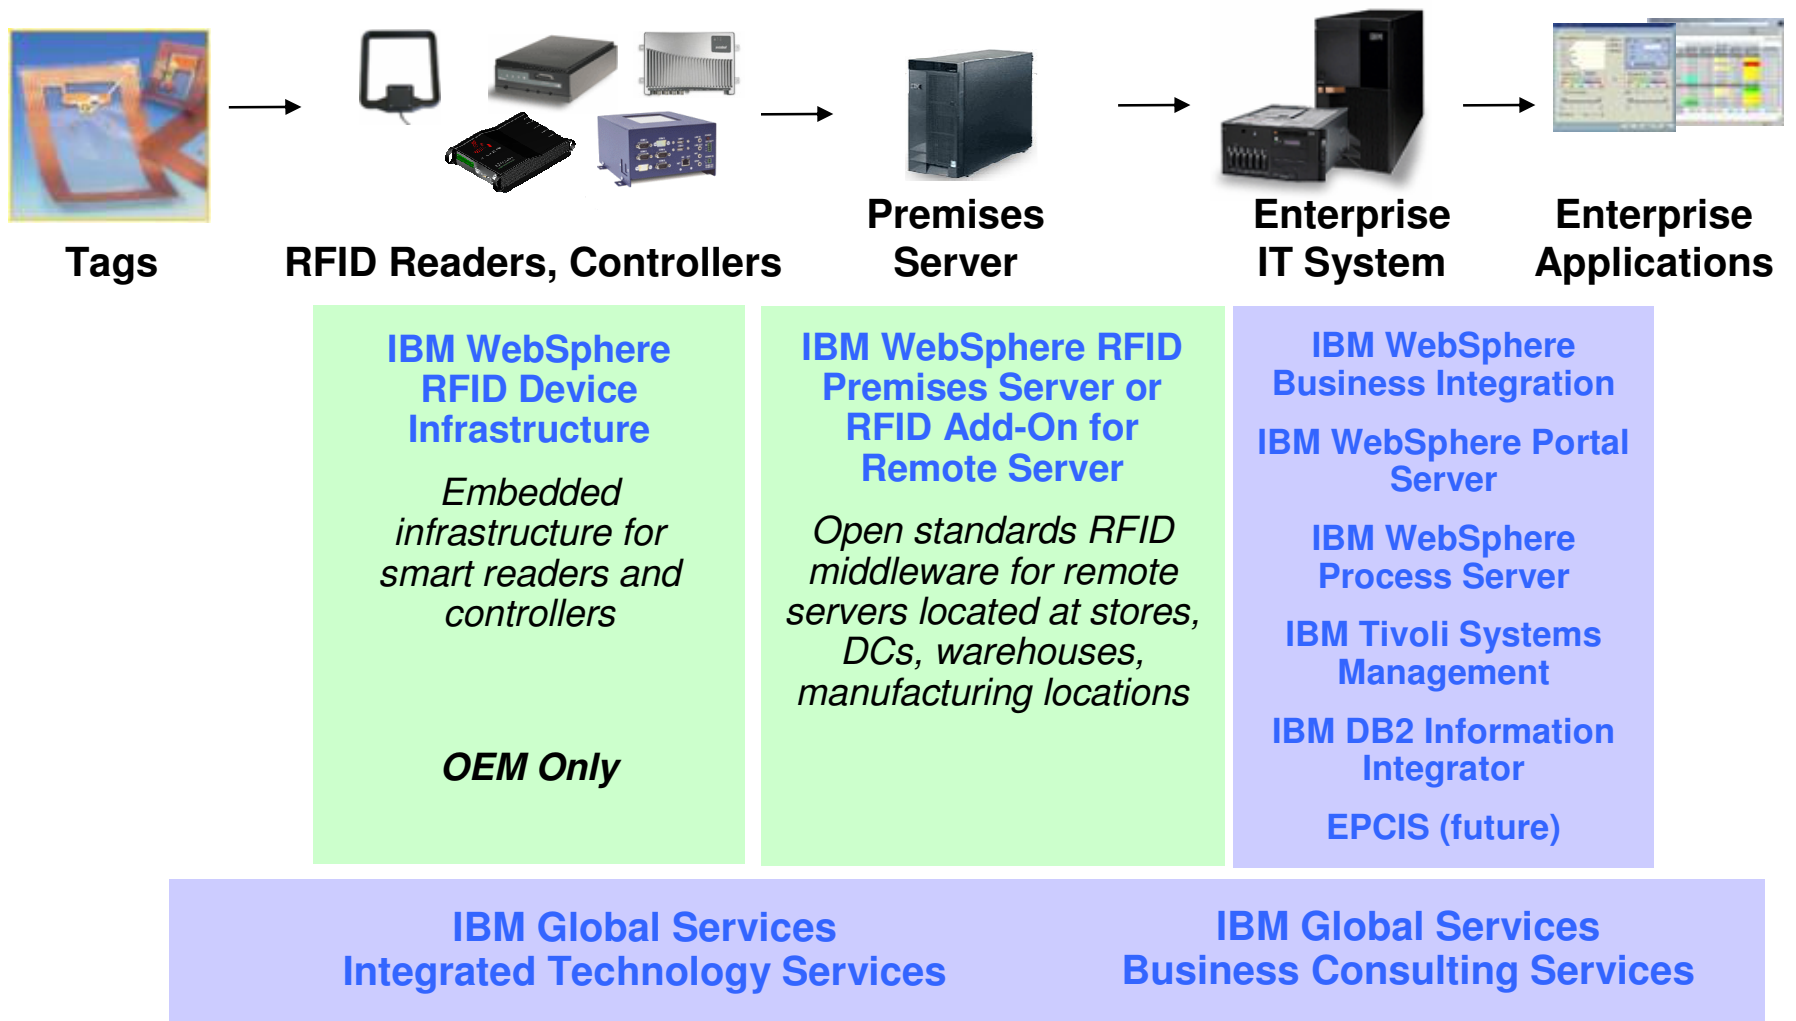 Tags
RFID Readers, Controllers
Premises
Server
Enterprise
IT System
Enterprise
Applications
IBM WebSphere
RFID Device
Infrastructure
Embedded
infrastructure for
smart readers and
controllers
OEM Only
IBM WebSphere RFID
Premises Server or
RFID Add-On for
Remote Server
Open standards RFID
middleware for remote
servers located at stores,
DCs, warehouses,
manufacturing locations
IBM WebSphere
Business Integration
IBM WebSphere Portal
Server
IBM WebSphere
Process Server
IBM Tivoli Systems
Management
IBM DB2 Information
Integrator
EPCIS (future)
IBM Global Services
Integrated Technology Services
IBM Global Services
Business Consulting Services